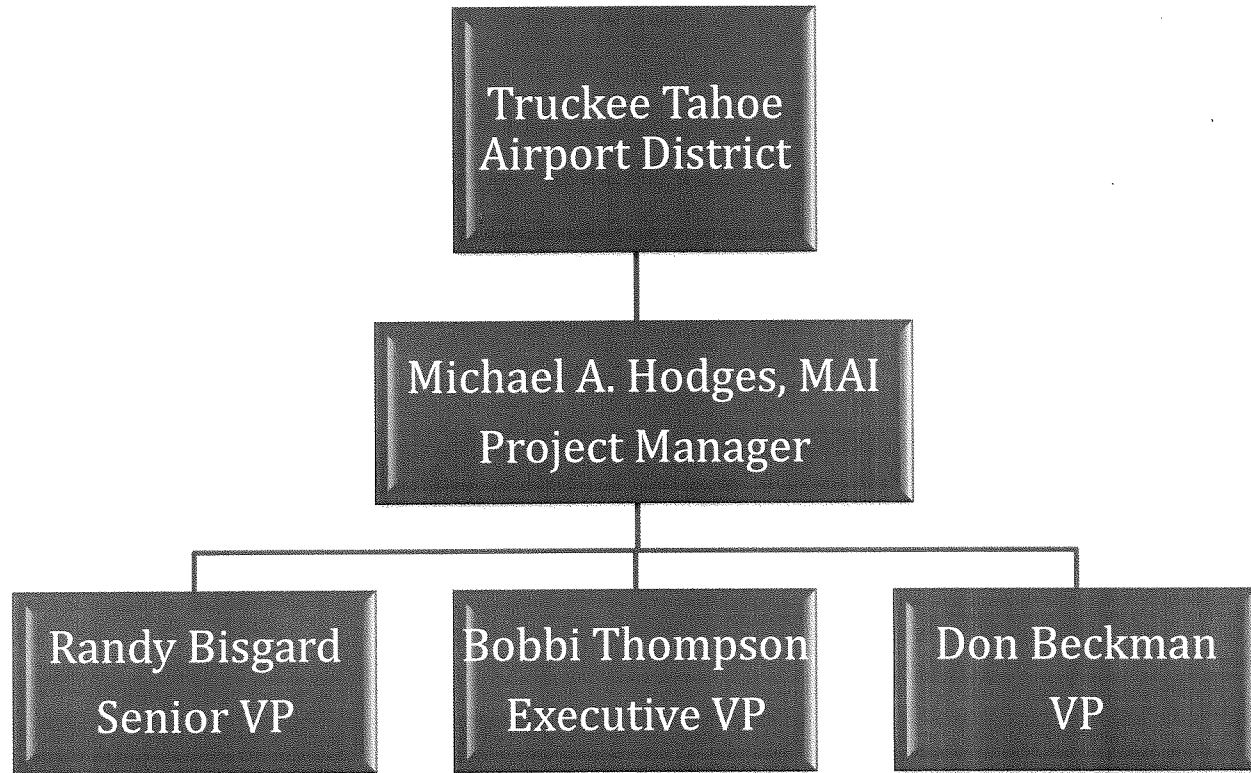 Truckee Tahoe
Airport District
Michael A. Hodges, MAI
Project Manager
Randy Bisgard
Senior VP
Bobbi Thompson
Executive VP
Don Beckman
VP